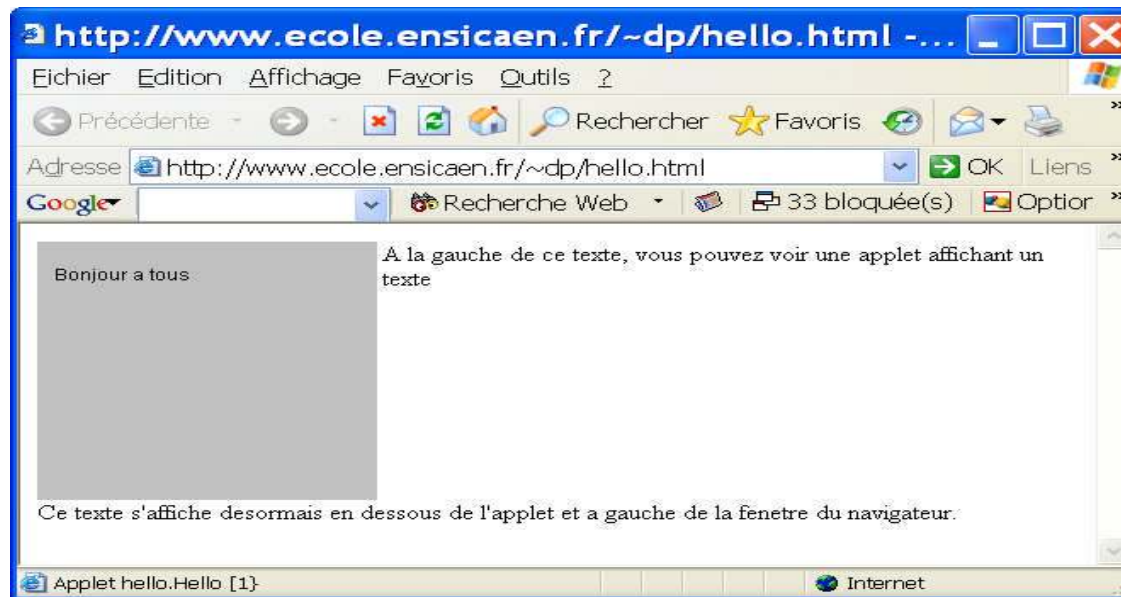 http://www.ecole.ensicaen.fr/~dp/hello.html -...
Fichier Edition Affichage Favoris Outils ?
Précédente Rechercher Favoris »
Adresse http://www.ecole.ensicaen.fr/~dp/hello.html OK Liens »
Google Recherche Web 33 bloquée(s) Option »
Bonjour a tous
A la gauche de ce texte, vous pouvez voir une applet affichant un
texte
Ce texte s'affiche desormais en dessous de l'applet et a gauche de la fenetre du navigateur.
Applet hello.Hello [1} Internet